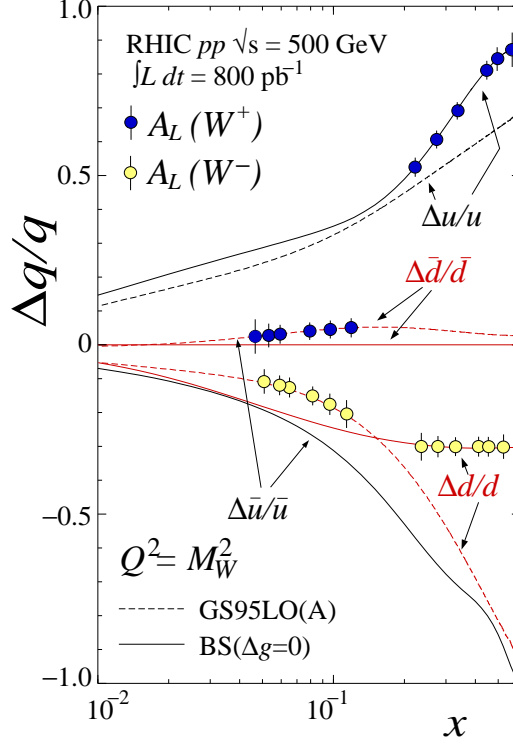 1.0
RHIC pp √s = 500 GeV
∫L dt = 800 pb⁻¹
A_L (W⁺)
A_L (W⁻)
0.5
Δu/u
Δq/q
Δd̄/d̄
0
Δd/d
Δū/ū
−0.5
Q² = M_W²
GS95LO(A)
BS(Δg=0)
−1.0
10⁻²
10⁻¹
x